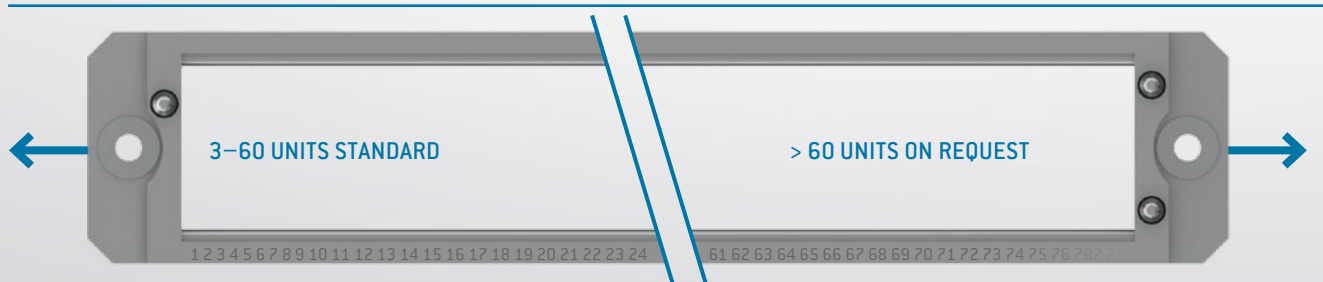 3–60 UNITS STANDARD
> 60 UNITS ON REQUEST
1 2 3 4 5 6 7 8 9 10 11 12 13 14 15 16 17 18 19 20 21 22 23 24
61 62 63 64 65 66 67 68 69 70 71 72 73 74 75 76